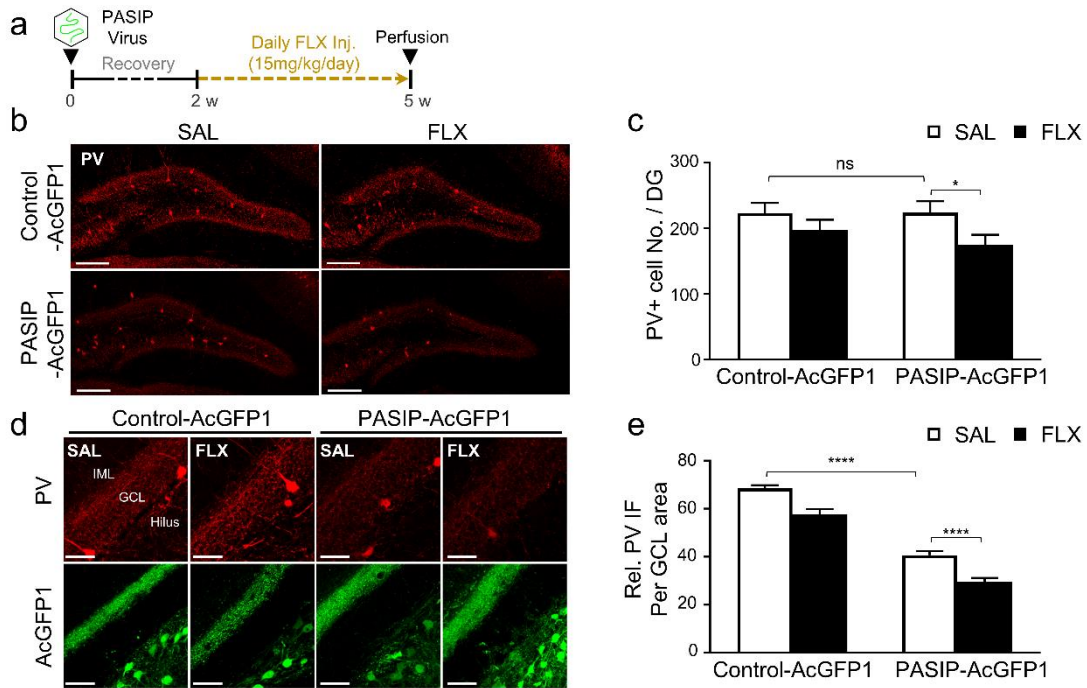 a
PASIP
Virus
Recovery
Daily FLX Inj.
(15mg/kg/day)
Perfusion
0
2 w
5 w
b
SAL
FLX
Control
-AcGFP1
PV
PASIP
-AcGFP1
c
SAL
FLX
PV+ cell No. / DG
300
200
100
0
ns
*
Control-AcGFP1
PASIP-AcGFP1
d
Control-AcGFP1
PASIP-AcGFP1
PV
SAL
FLX
SAL
FLX
IML
GCL
Hilus
AcGFP1
e
SAL
FLX
Rel. PV IF
Per GCL area
80
60
40
20
0
****
****
Control-AcGFP1
PASIP-AcGFP1